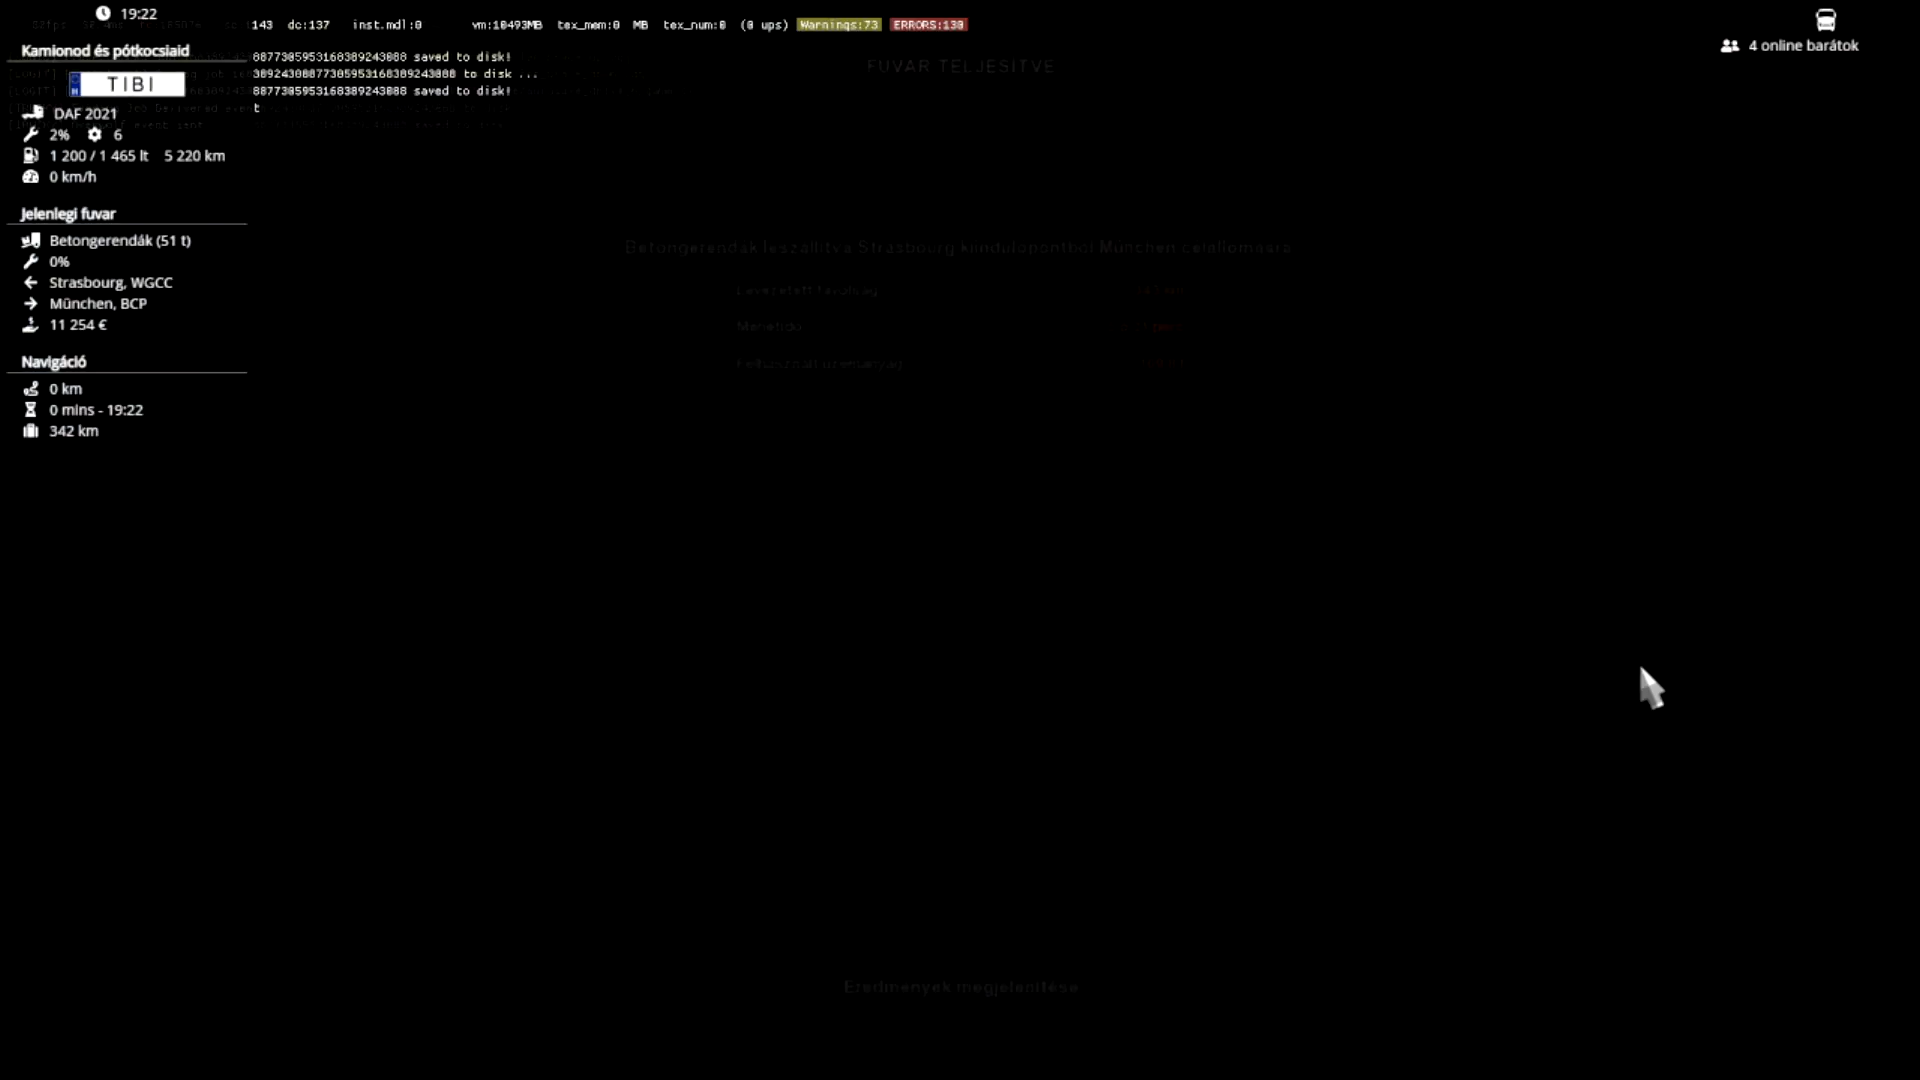 19:22
143 dc:137 inst.mdl:0 vm:10493MB tex_mem:0 MB tex_num:0 (0 ups) Warnings:73 ERRORS:130
4 online barátok
Kamionod és pótkocsiaid
saved to disk!
to disk ...
saved to disk!
t
FUVAR TELJESÍTVE
TIBI
DAF 2021
2% 6
1 200 / 1 465 lt 5 220 km
0 km/h
Jelenlegi fuvar
Betongerendák (51 t)
0%
Strasbourg, WGCC
München, BCP
11 254 €
Betongerendák leszállítva Strasbourg kiindulópontból München célállomásra
Menetidő
Navigáció
0 km
0 mins - 19:22
342 km
Eredmények megjelenítése